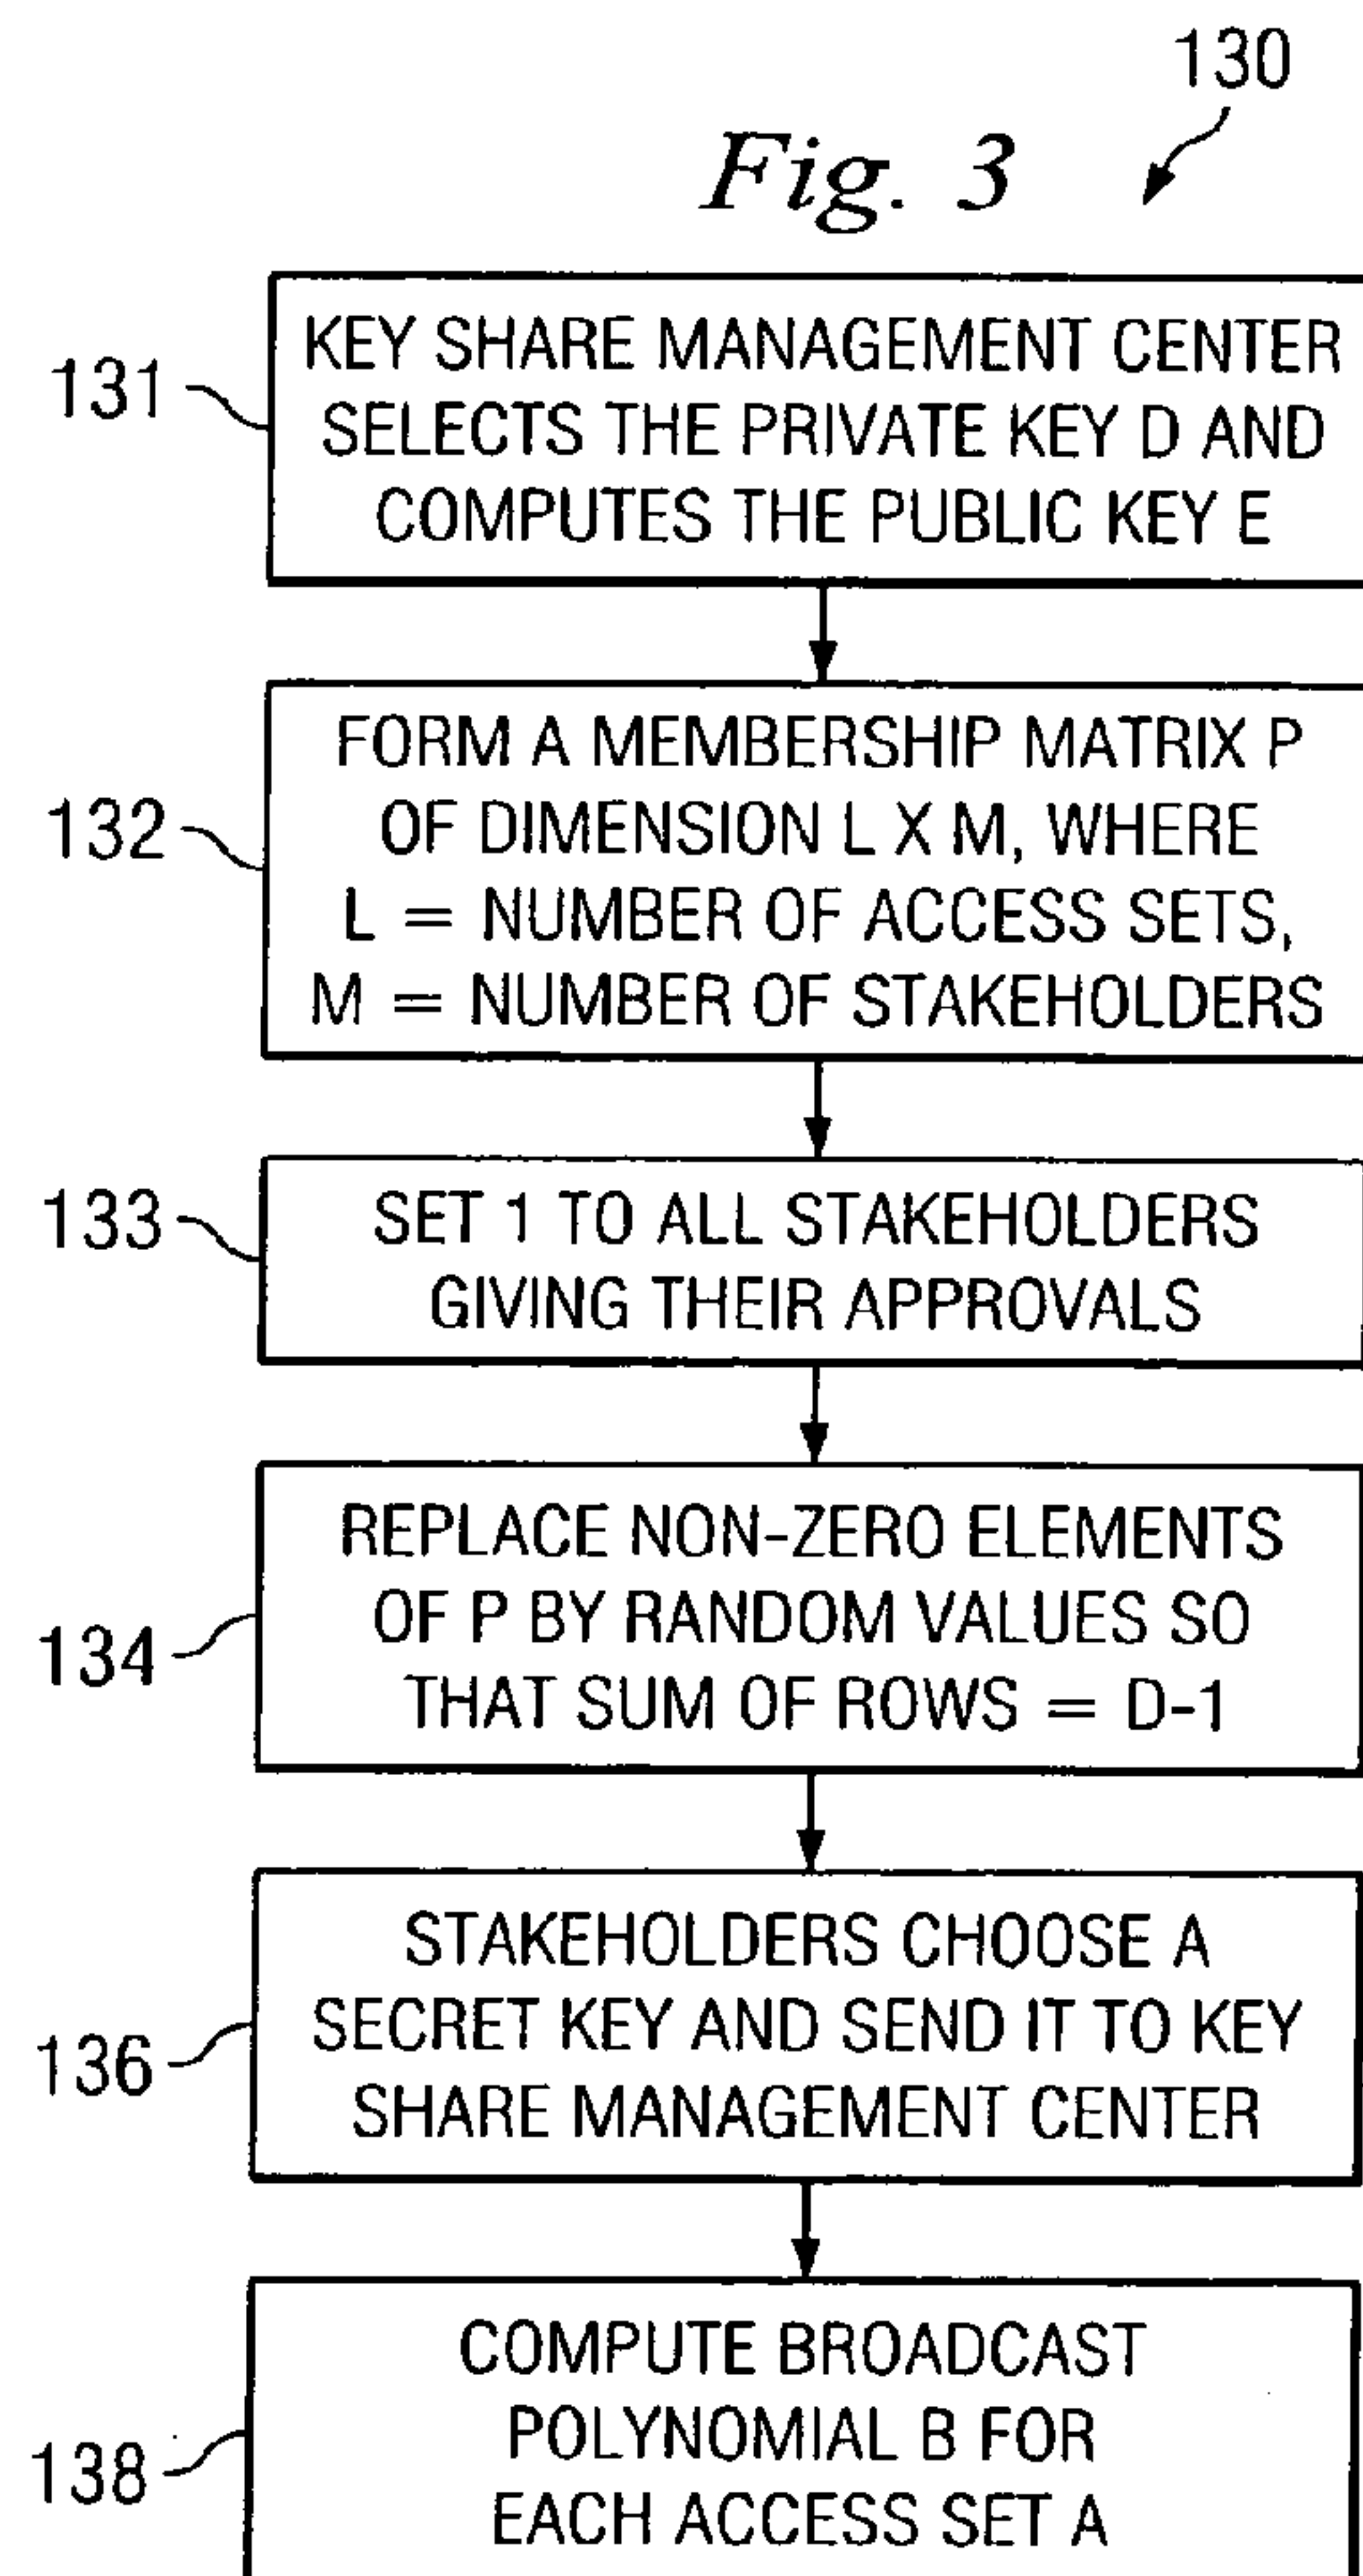 130
Fig. 3
131
KEY SHARE MANAGEMENT CENTER
SELECTS THE PRIVATE KEY D AND
COMPUTES THE PUBLIC KEY E
132
FORM A MEMBERSHIP MATRIX P
OF DIMENSION L X M, WHERE
L = NUMBER OF ACCESS SETS,
M = NUMBER OF STAKEHOLDERS
133
SET 1 TO ALL STAKEHOLDERS
GIVING THEIR APPROVALS
134
REPLACE NON-ZERO ELEMENTS
OF P BY RANDOM VALUES SO
THAT SUM OF ROWS = D-1
136
STAKEHOLDERS CHOOSE A
SECRET KEY AND SEND IT TO KEY
SHARE MANAGEMENT CENTER
138
COMPUTE BROADCAST
POLYNOMIAL B FOR
EACH ACCESS SET A